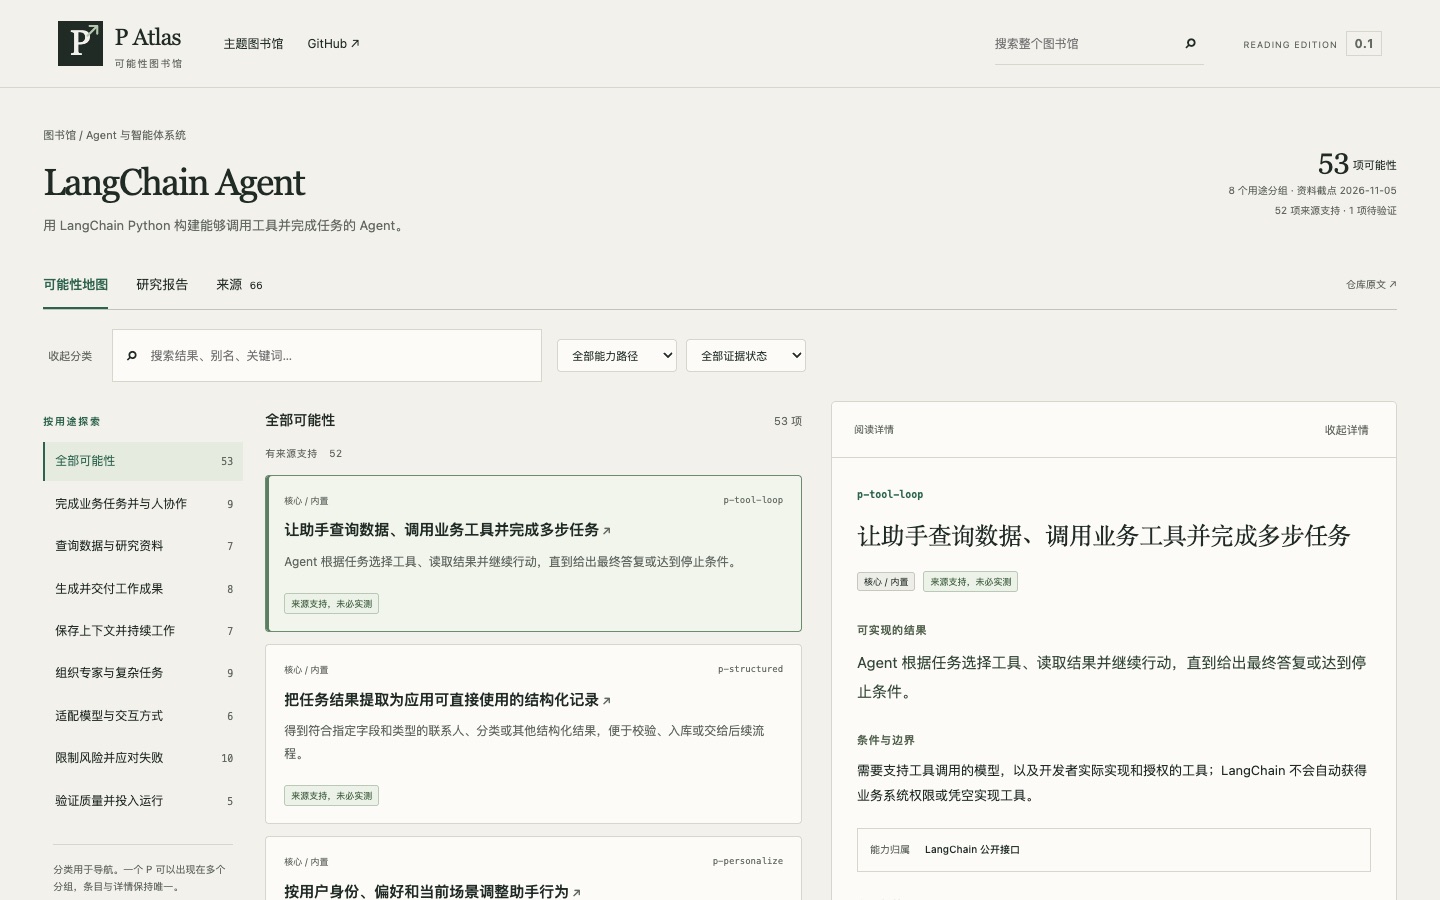 P
P Atlas
可能性图书馆
主题图书馆
GitHub ↗
搜索整个图书馆
READING EDITION
0.1
图书馆 / Agent 与智能体系统
LangChain Agent
用 LangChain Python 构建能够调用工具并完成任务的 Agent。
53 项可能性
8 个用途分组 · 资料截点 2026-11-05
52 项来源支持 · 1 项待验证
可能性地图
研究报告
来源 66
仓库原文 ↗
收起分类
搜索结果、别名、关键词...
全部能力路径
全部证据状态
按用途探索
全部可能性 53
完成业务任务并与人协作 9
查询数据与研究资料 7
生成并交付工作成果 8
保存上下文并持续工作 7
组织专家与复杂任务 9
适配模型与交互方式 6
限制风险并应对失败 10
验证质量并投入运行 5
分类用于导航。一个 P 可以出现在多个
分组，条目与详情保持唯一。
全部可能性
53 项
有来源支持 52
核心 / 内置
p-tool-loop
让助手查询数据、调用业务工具并完成多步任务 ↗
Agent 根据任务选择工具、读取结果并继续行动，直到给出最终答复或达到停止条件。
来源支持，未必实测
核心 / 内置
p-structured
把任务结果提取为应用可直接使用的结构化记录 ↗
得到符合指定字段和类型的联系人、分类或其他结构化结果，便于校验、入库或交给后续流
程。
来源支持，未必实测
核心 / 内置
p-personalize
按用户身份、偏好和当前场景调整助手行为 ↗
阅读详情
收起详情
p-tool-loop
让助手查询数据、调用业务工具并完成多步任务
核心 / 内置
来源支持，未必实测
可实现的结果
Agent 根据任务选择工具、读取结果并继续行动，直到给出最终答复或达到停
止条件。
条件与边界
需要支持工具调用的模型，以及开发者实际实现和授权的工具；LangChain 不会自动获得
业务系统权限或凭空实现工具。
能力归属 LangChain 公开接口